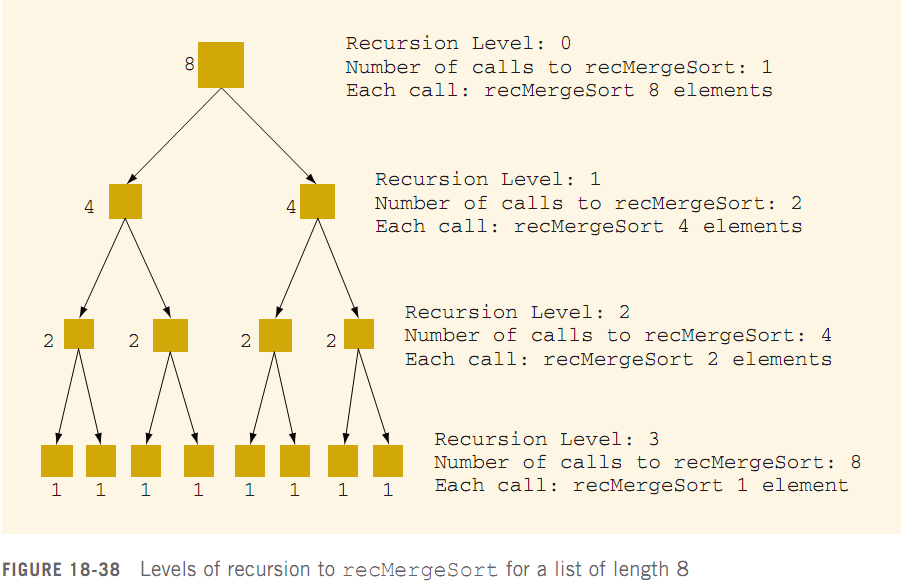 8
Recursion Level: 0
Number of calls to recMergeSort: 1
Each call: recMergeSort 8 elements
4
4
Recursion Level: 1
Number of calls to recMergeSort: 2
Each call: recMergeSort 4 elements
2
2
2
2
Recursion Level: 2
Number of calls to recMergeSort: 4
Each call: recMergeSort 2 elements
Recursion Level: 3
Number of calls to recMergeSort: 8
Each call: recMergeSort 1 element
1 1 1 1 1 1 1 1
FIGURE 18-38 Levels of recursion to recMergeSort for a list of length 8